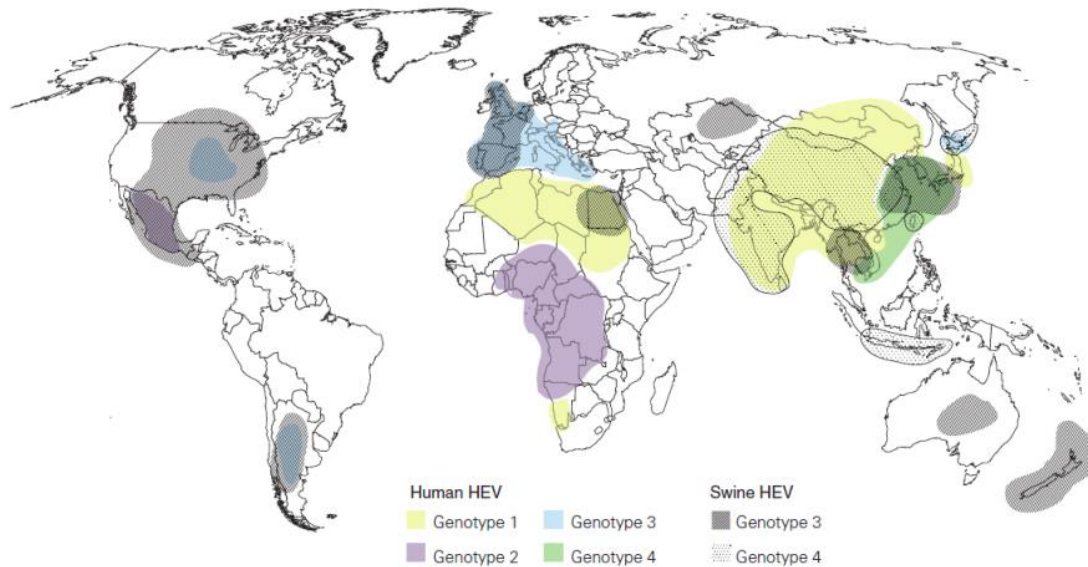 Human HEV
Swine HEV
Genotype 1
Genotype 3
Genotype 3
Genotype 2
Genotype 4
Genotype 4